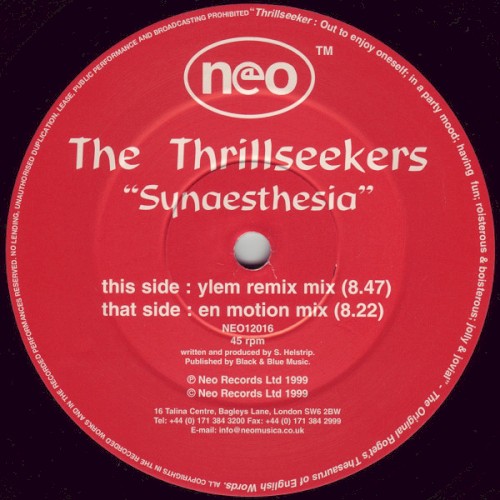 neo
TM
The Thrillseekers
"Synaesthesia"
this side : ylem remix mix (8.47)
that side : en motion mix (8.22)
NEO12016
45 rpm
written and produced by S. Helstrip.
Published by Black & Blue Music.
℗ Neo Records Ltd 1999
© Neo Records Ltd 1999
16 Talina Centre, Bagleys Lane, London SW6 2BW
Tel: +44 (0) 171 384 3200 Fax: +44 (0) 171 384 2999
E-mail: info@neomusica.co.uk
"Thrillseeker : Out to enjoy oneself; in a party mood; having fun; roisterous & boisterous; jolly & jovial" - The Original Roget's Thesaurus of English Words.
ALL COPYRIGHTS IN THE RECORDED WORKS AND IN THE RECORDED PERFORMANCES RESERVED. NO LENDING, UNAUTHORISED DUPLICATION, LEASE, PUBLIC PERFORMANCE AND BROADCASTING PROHIBITED